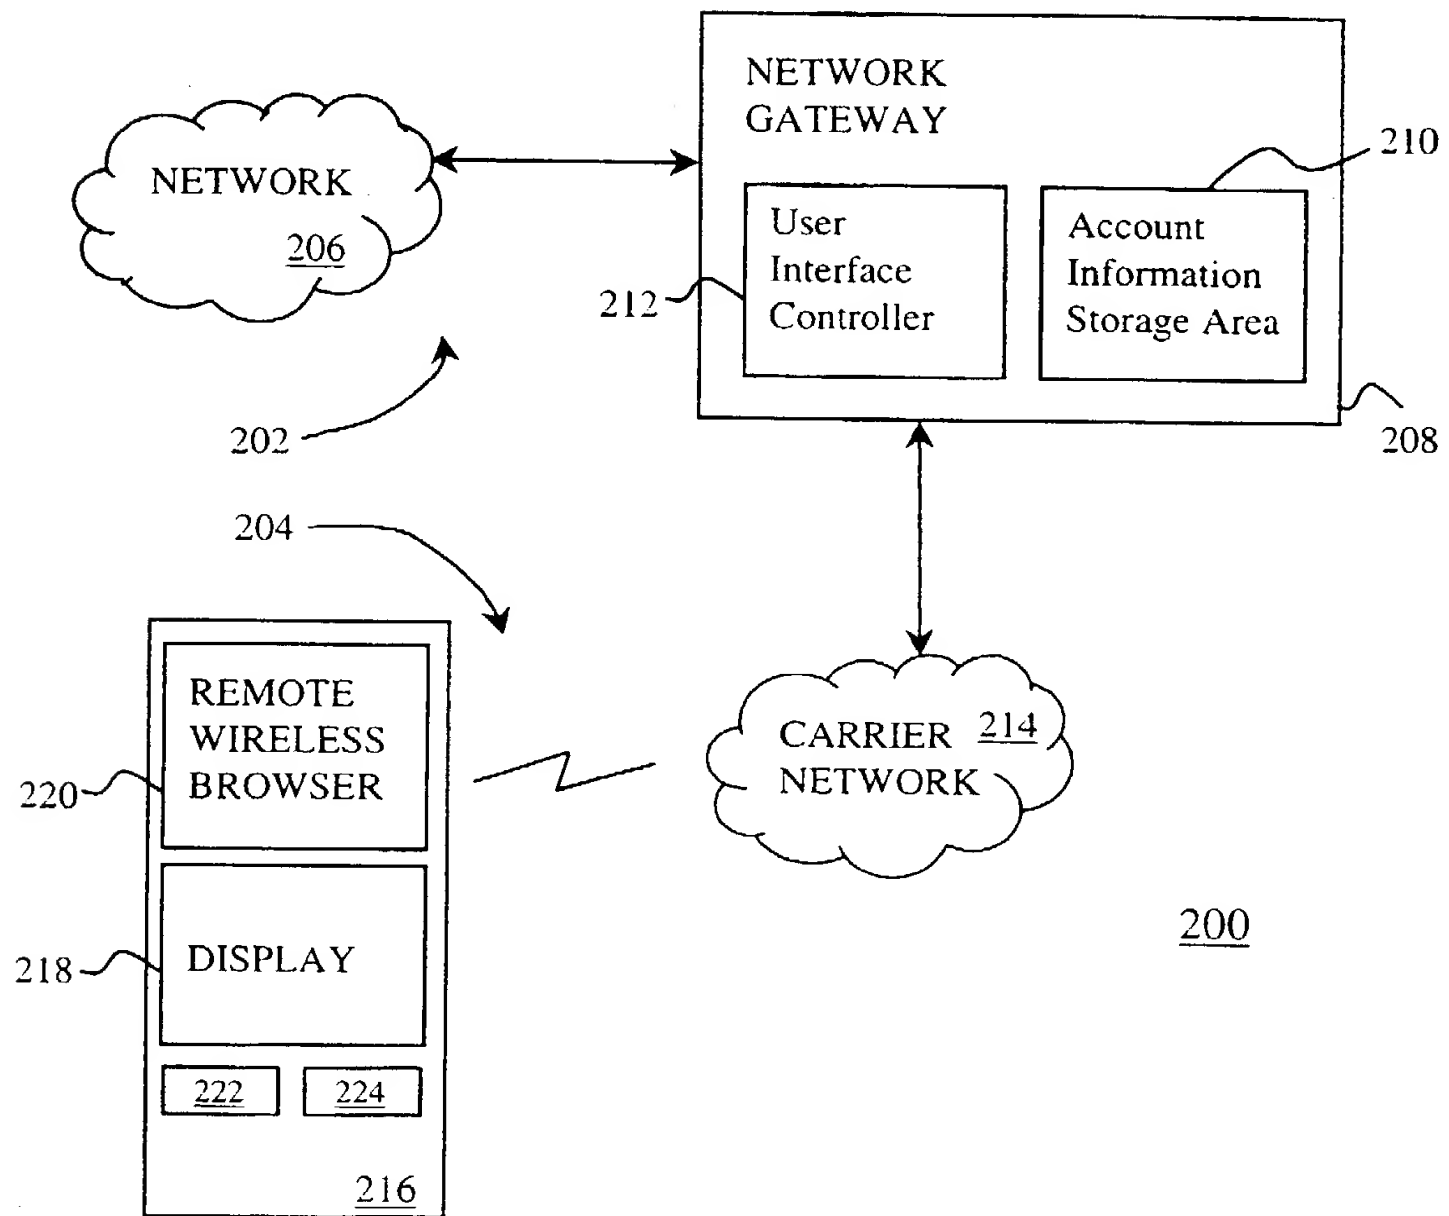 NETWORK
GATEWAY
210
NETWORK
206
User
Interface
Controller
Account
Information
Storage Area
212
202
208
204
REMOTE
WIRELESS
BROWSER
220
CARRIER 214
NETWORK
DISPLAY
218
200
222
224
216